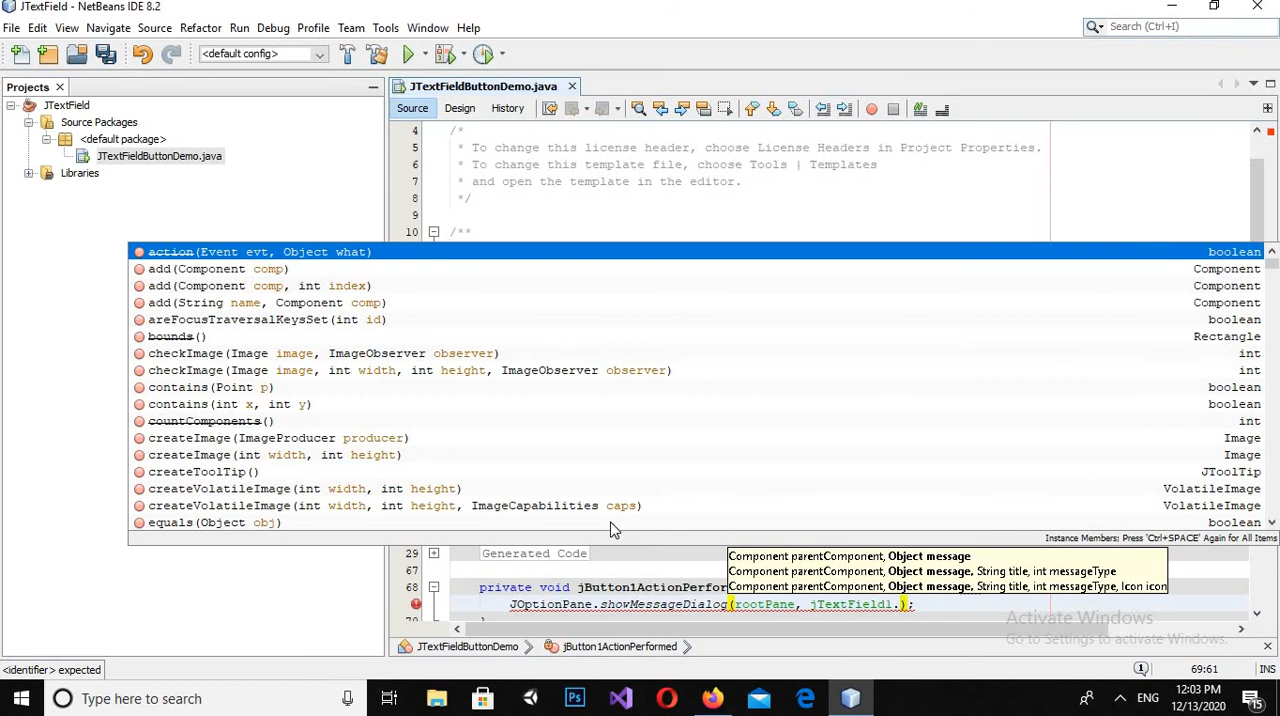 JTextField - NetBeans IDE 8.2
File Edit View Navigate Source Refactor Run Debug Profile Team Tools Window Help
Search (Ctrl+I)
<default config>
Projects
JTextFieldButtonDemo.java
JTextField
Source Packages
<default package>
JTextFieldButtonDemo.java
Libraries
Source Design History
4 /*
5 * To change this license header, choose License Headers in Project Properties.
6 * To change this template file, choose Tools | Templates
7 * and open the template in the editor.
8 */
9
10 /**
action(Event evt, Object what) boolean
add(Component comp) Component
add(Component comp, int index) Component
add(String name, Component comp) Component
areFocusTraversalKeysSet(int id) boolean
bounds() Rectangle
checkImage(Image image, ImageObserver observer) int
checkImage(Image image, int width, int height, ImageObserver observer) int
contains(Point p) boolean
contains(int x, int y) boolean
countComponents() int
createImage(ImageProducer producer) Image
createImage(int width, int height) Image
createToolTip() JToolTip
createVolatileImage(int width, int height) VolatileImage
createVolatileImage(int width, int height, ImageCapabilities caps) VolatileImage
equals(Object obj) boolean
Instance Members; Press 'Ctrl+SPACE' Again for All Items
29 Generated Code
Component parentComponent, Object message
67
Component parentComponent, Object message, String title, int messageType
68 private void jButton1ActionPerfor
Component parentComponent, Object message, String title, int messageType, Icon icon
JOptionPane.showMessageDialog(rootPane, jTextField1.);
Activate Windows
Go to Settings to activate Windows.
JTextFieldButtonDemo jButton1ActionPerformed
<identifier> expected
1 69:61 INS
Type here to search
ENG
12:03 PM
12/13/2020
15